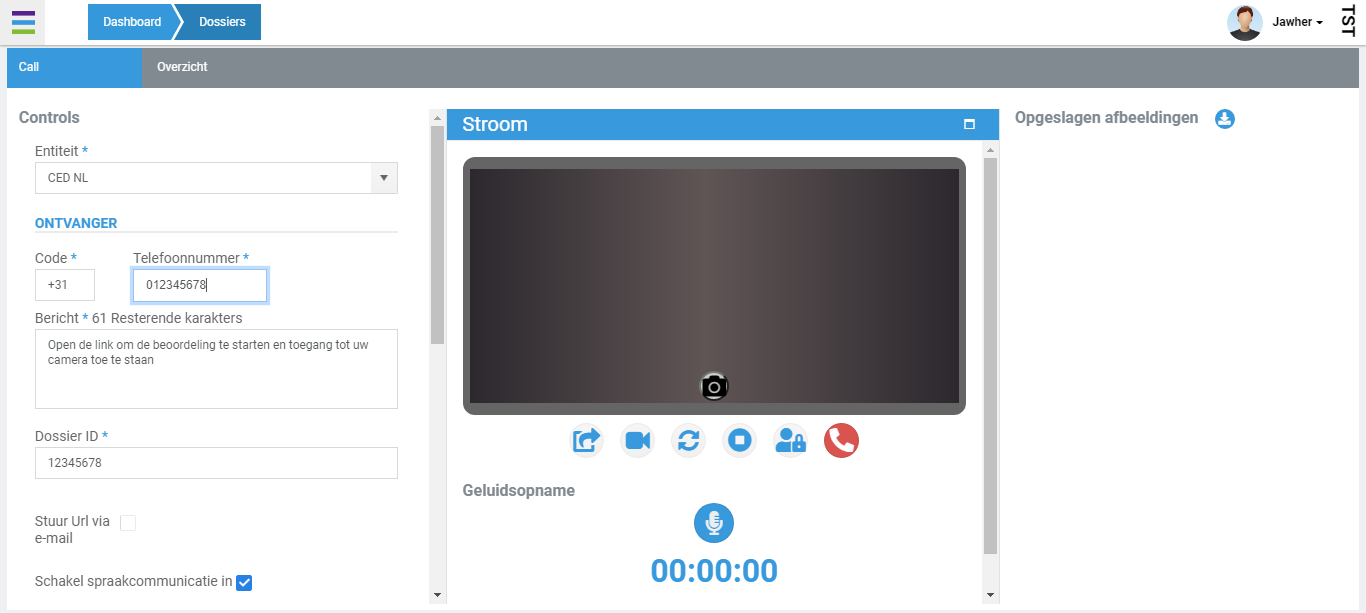 Dashboard
Dossiers
Jawher
TST
Call
Overzicht
Controls
Entiteit *
CED NL
ONTVANGER
Code *
Telefoonnummer *
+31
012345678
Bericht * 61 Resterende karakters
Open de link om de beoordeling te starten en toegang tot uw
camera toe te staan
Dossier ID *
12345678
Stuur Url via
e-mail
Schakel spraakcommunicatie in
Stroom
Geluidsopname
00:00:00
Opgeslagen afbeeldingen